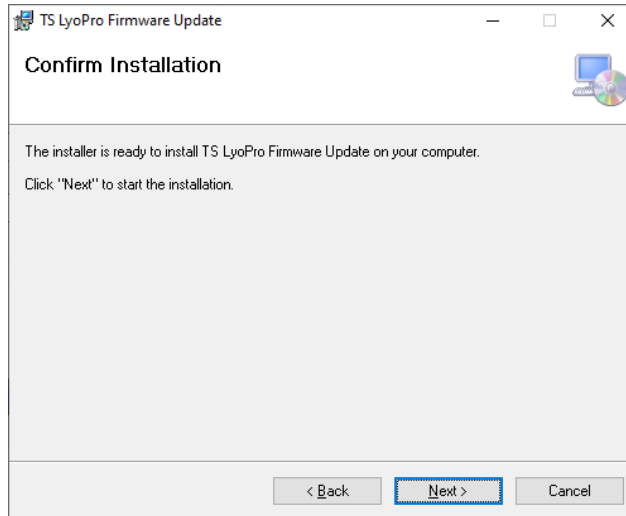 TS LyoPro Firmware Update
Confirm Installation
The installer is ready to install TS LyoPro Firmware Update on your computer.
Click "Next" to start the installation.
< Back
Next >
Cancel